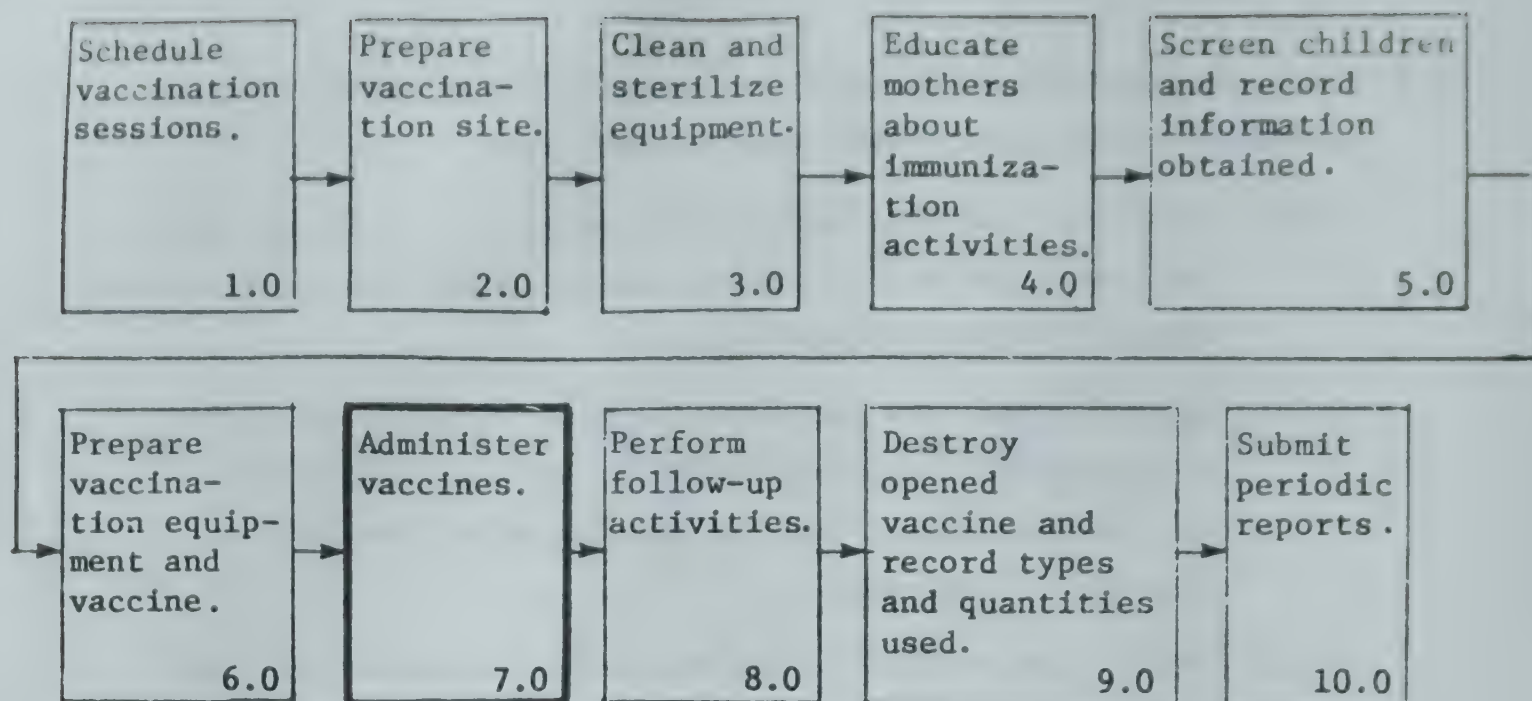 Schedule
vaccination
sessions.
1.0
Prepare
vaccina-
tion site.
2.0
Clean and
sterilize
equipment.
3.0
Educate
mothers
about
immuniza-
tion
activities.
4.0
Screen children
and record
information
obtained.
5.0
Prepare
vaccina-
tion equip-
ment and
vaccine.
6.0
Administer
vaccines.
7.0
Perform
follow-up
activities.
8.0
Destroy
opened
vaccine and
record types
and quantities
used.
9.0
Submit
periodic
reports.
10.0